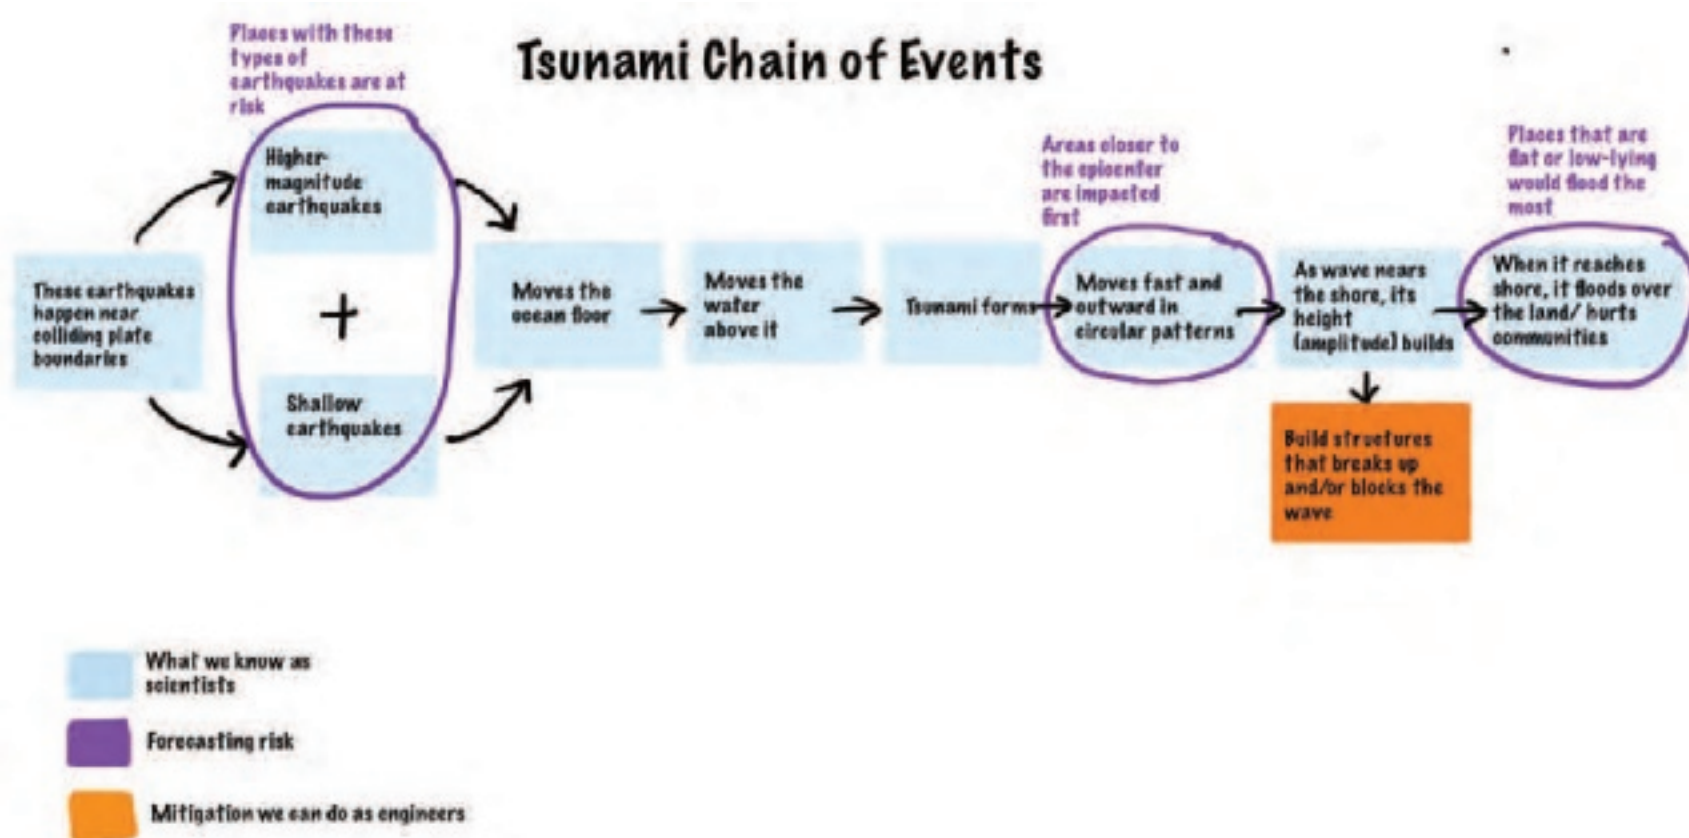 Places with these
types of
earthquakes are at
risk
Tsunami Chain of Events
Higher-
magnitude
earthquakes
+
Shallow
earthquakes
These earthquakes
happen near
colliding plate
boundaries
Moves the
ocean floor
Moves the
water
above it
Tsunami forms
Areas closer to
the epicenter
are impacted
first
Moves fast and
outward in
circular patterns
As wave nears
the shore, its
height
(amplitude) builds
Places that are
flat or low-lying
would flood the
most
When it reaches
shore, it floods over
the land/ hurts
communities
Build structures
that breaks up
and/or blocks the
wave
What we know as
scientists
Forecasting risk
Mitigation we can do as engineers